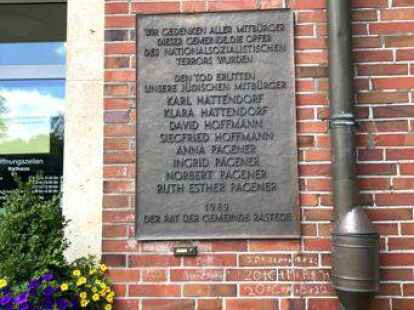 WIR GEDENKEN ALLER MITBÜRGER
DIESER GEMEINDE, DIE OPFER
DES NATIONALSOZIALISTISCHEN
TERRORS WURDEN
DEN TOD ERLITTEN
UNSERE JÜDISCHEN MITBÜRGER
KARL HATTENDORF
KLARA HATTENDORF
DAVID HOFFMANN
SIEGFRIED HOFFMANN
ANNA PAGENER
INGRID PAGENER
NORBERT PAGENER
RUTH ESTHER PAGENER
1989
DER RAT DER GEMEINDE RASTEDE
Öffnungszeiten
Rathaus